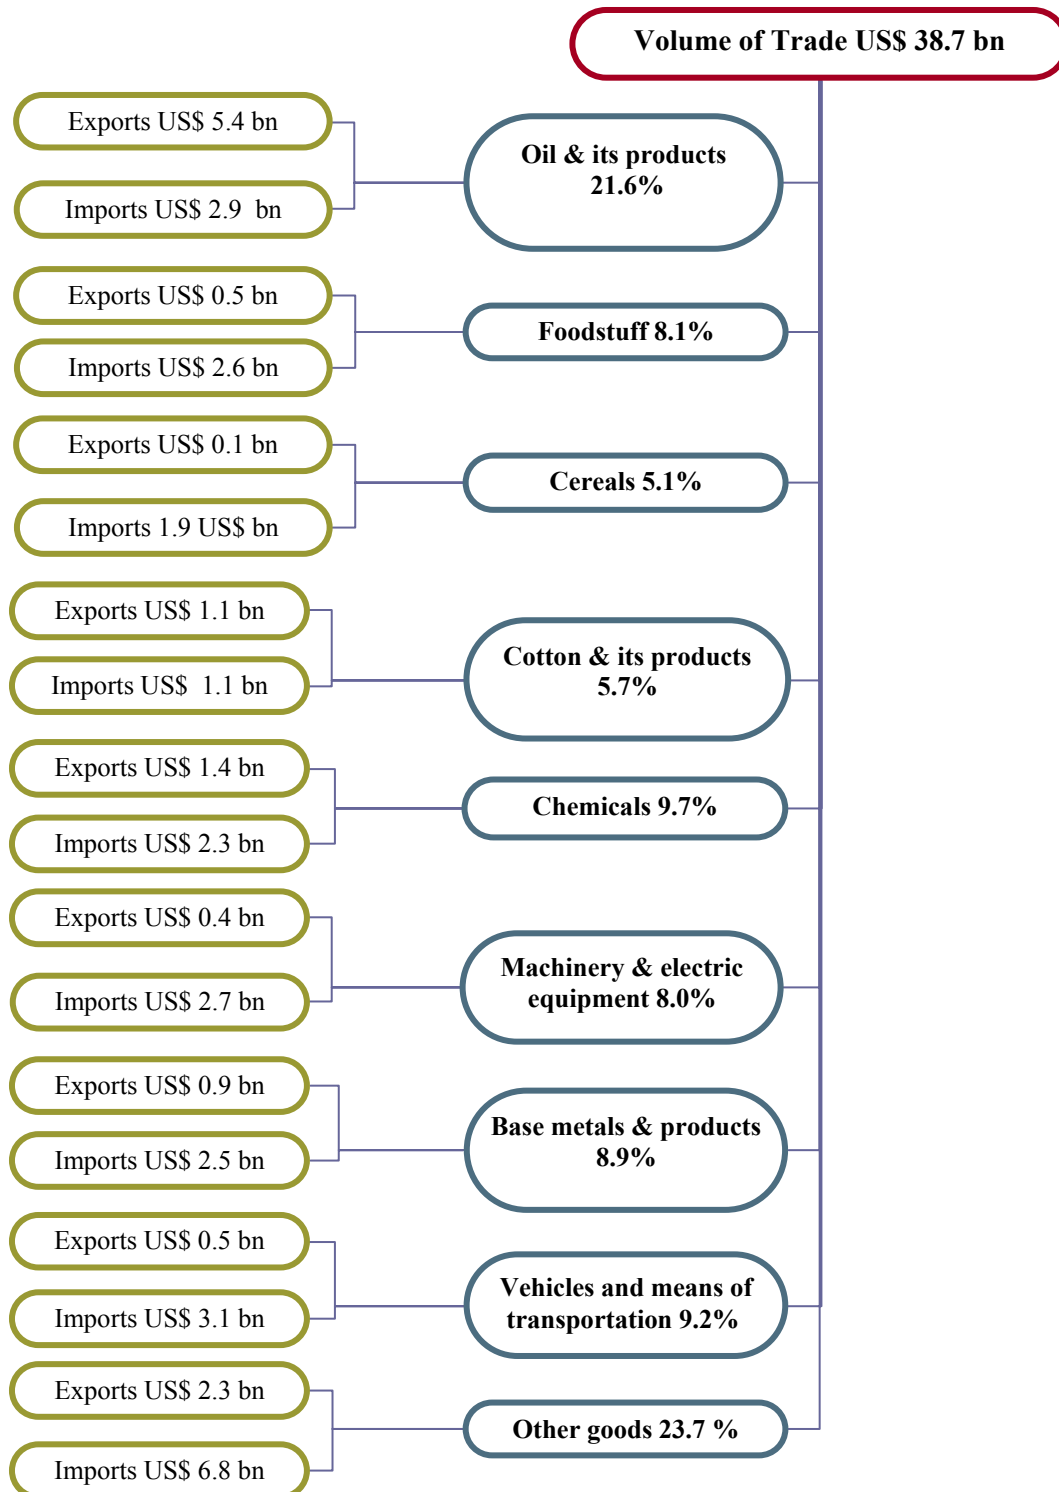 Volume of Trade US$ 38.7 bn
Exports US$ 5.4 bn
Imports US$ 2.9 bn
Oil & its products
21.6%
Exports US$ 0.5 bn
Imports US$ 2.6 bn
Foodstuff 8.1%
Exports US$ 0.1 bn
Imports 1.9 US$ bn
Cereals 5.1%
Exports US$ 1.1 bn
Imports US$ 1.1 bn
Cotton & its products
5.7%
Exports US$ 1.4 bn
Imports US$ 2.3 bn
Chemicals 9.7%
Exports US$ 0.4 bn
Imports US$ 2.7 bn
Machinery & electric
equipment 8.0%
Exports US$ 0.9 bn
Imports US$ 2.5 bn
Base metals & products
8.9%
Exports US$ 0.5 bn
Imports US$ 3.1 bn
Vehicles and means of
transportation 9.2%
Exports US$ 2.3 bn
Imports US$ 6.8 bn
Other goods 23.7 %